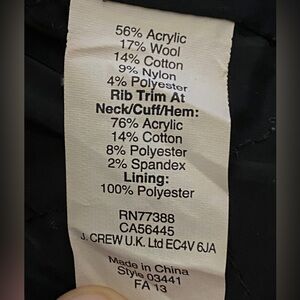 56% Acrylic
17% Wool
14% Cotton
9% Nylon
4% Polyester
Rib Trim At
Neck/Cuff/Hem:
76% Acrylic
14% Cotton
8% Polyester
2% Spandex
Lining:
100% Polyester
RN77388
CA56445
J. CREW U.K. Ltd EC4V 6JA
Made in China
Style 03441
FA 13